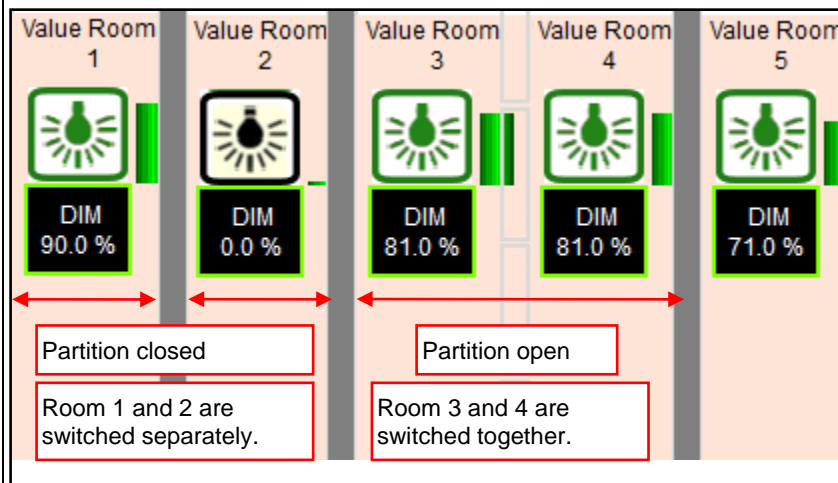 Value Room
1
Value Room
2
Value Room
3
Value Room
4
Value Room
5
DIM
90.0 %
DIM
0.0 %
DIM
81.0 %
DIM
81.0 %
DIM
71.0 %
Partition closed
Partition open
Room 1 and 2 are
switched separately.
Room 3 and 4 are
switched together.